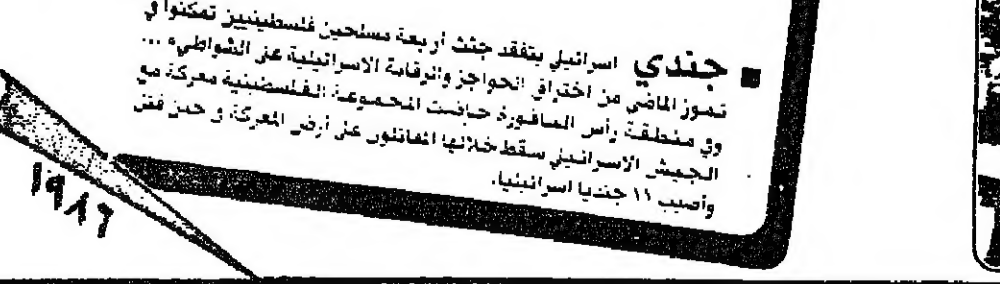 ■ جندي اسرائيلي يتفقد جثث أربعة مسلحين فلسطينيين تمكنوا في
تموز الماضي من اختراق الحواجز والرقابة الاسرائيلية على الشواطىء ...
وفي منطقة رأس الناقورة خاضت المجموعة الفلسطينية معركة مع
الجيش الاسرائيلي سقط خلالها المقاتلون على أرض المعركة و حين قتل
وأصيب ١١ جنديا اسرائيليا.
١٩٨٦